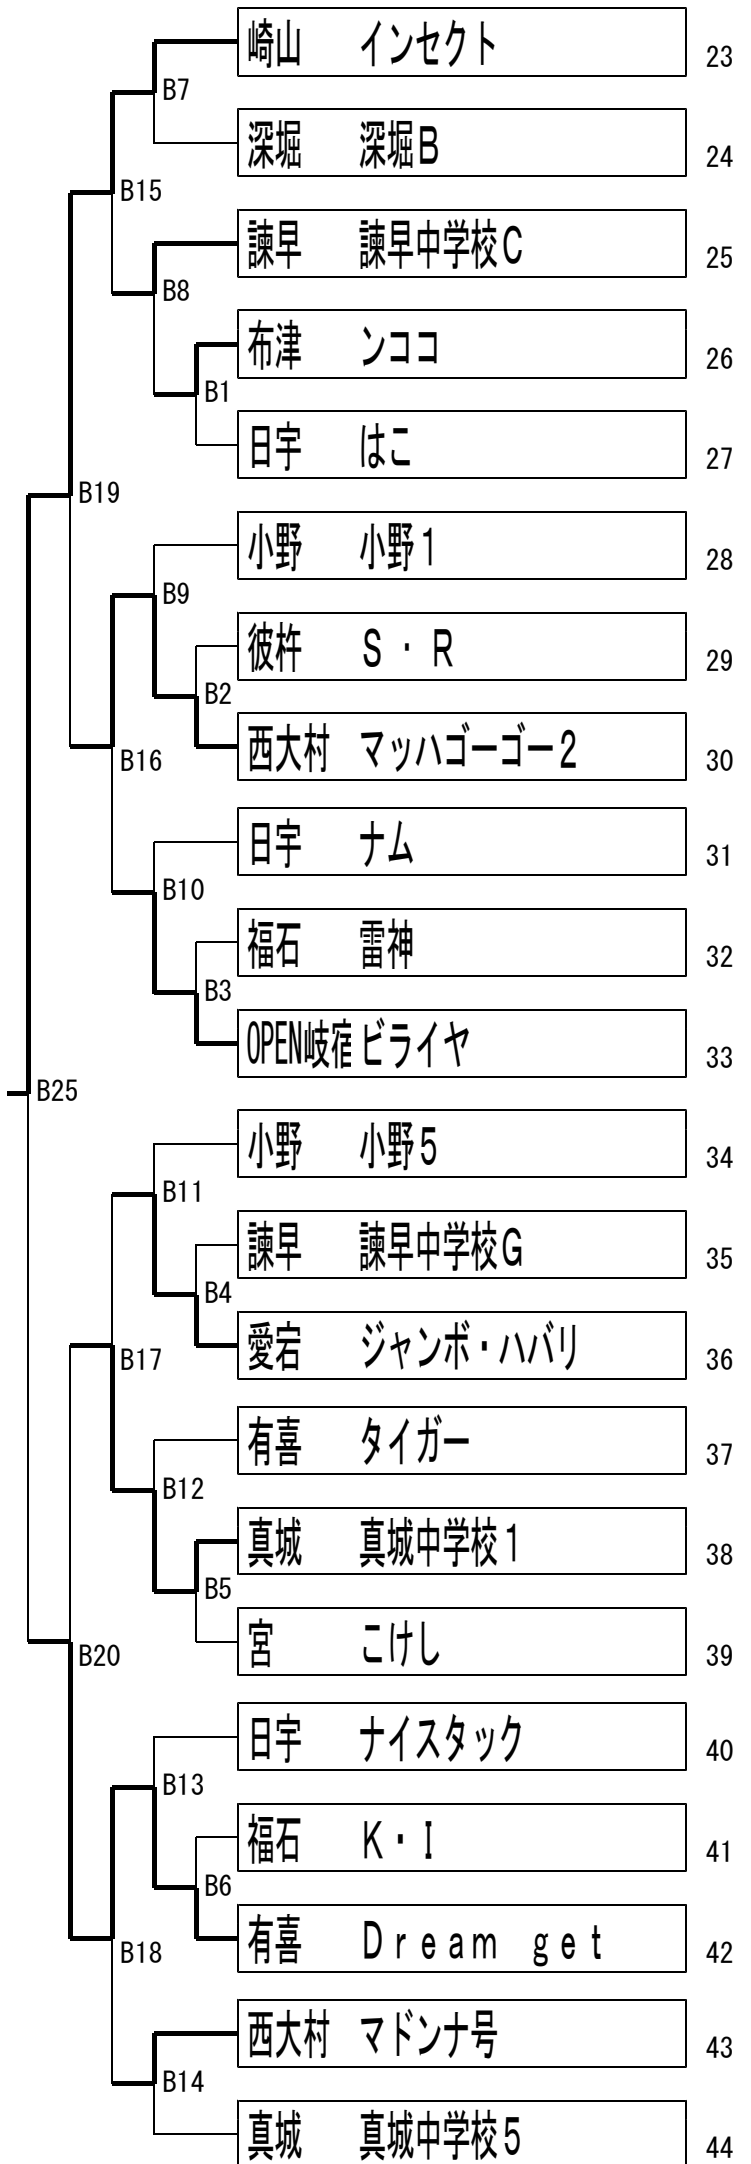 崎山 インセクト 23
B7
深堀 深堀B 24
B15
諫早 諫早中学校C 25
B8
布津 ンココ 26
B1
日宇 はこ 27
B19
小野 小野1 28
B9
彼杵 S・R 29
B2
西大村 マッハゴーゴー2 30
B16
日宇 ナム 31
B10
福石 雷神 32
B3
OPEN岐宿 ビライヤ 33
B25
小野 小野5 34
B11
諫早 諫早中学校G 35
B4
愛宕 ジャンボ・ハバリ 36
B17
有喜 タイガー 37
B12
真城 真城中学校1 38
B5
宮 こけし 39
B20
日宇 ナイスタック 40
B13
福石 K・I 41
B6
有喜 Dream get 42
B18
西大村 マドンナ号 43
B14
真城 真城中学校5 44